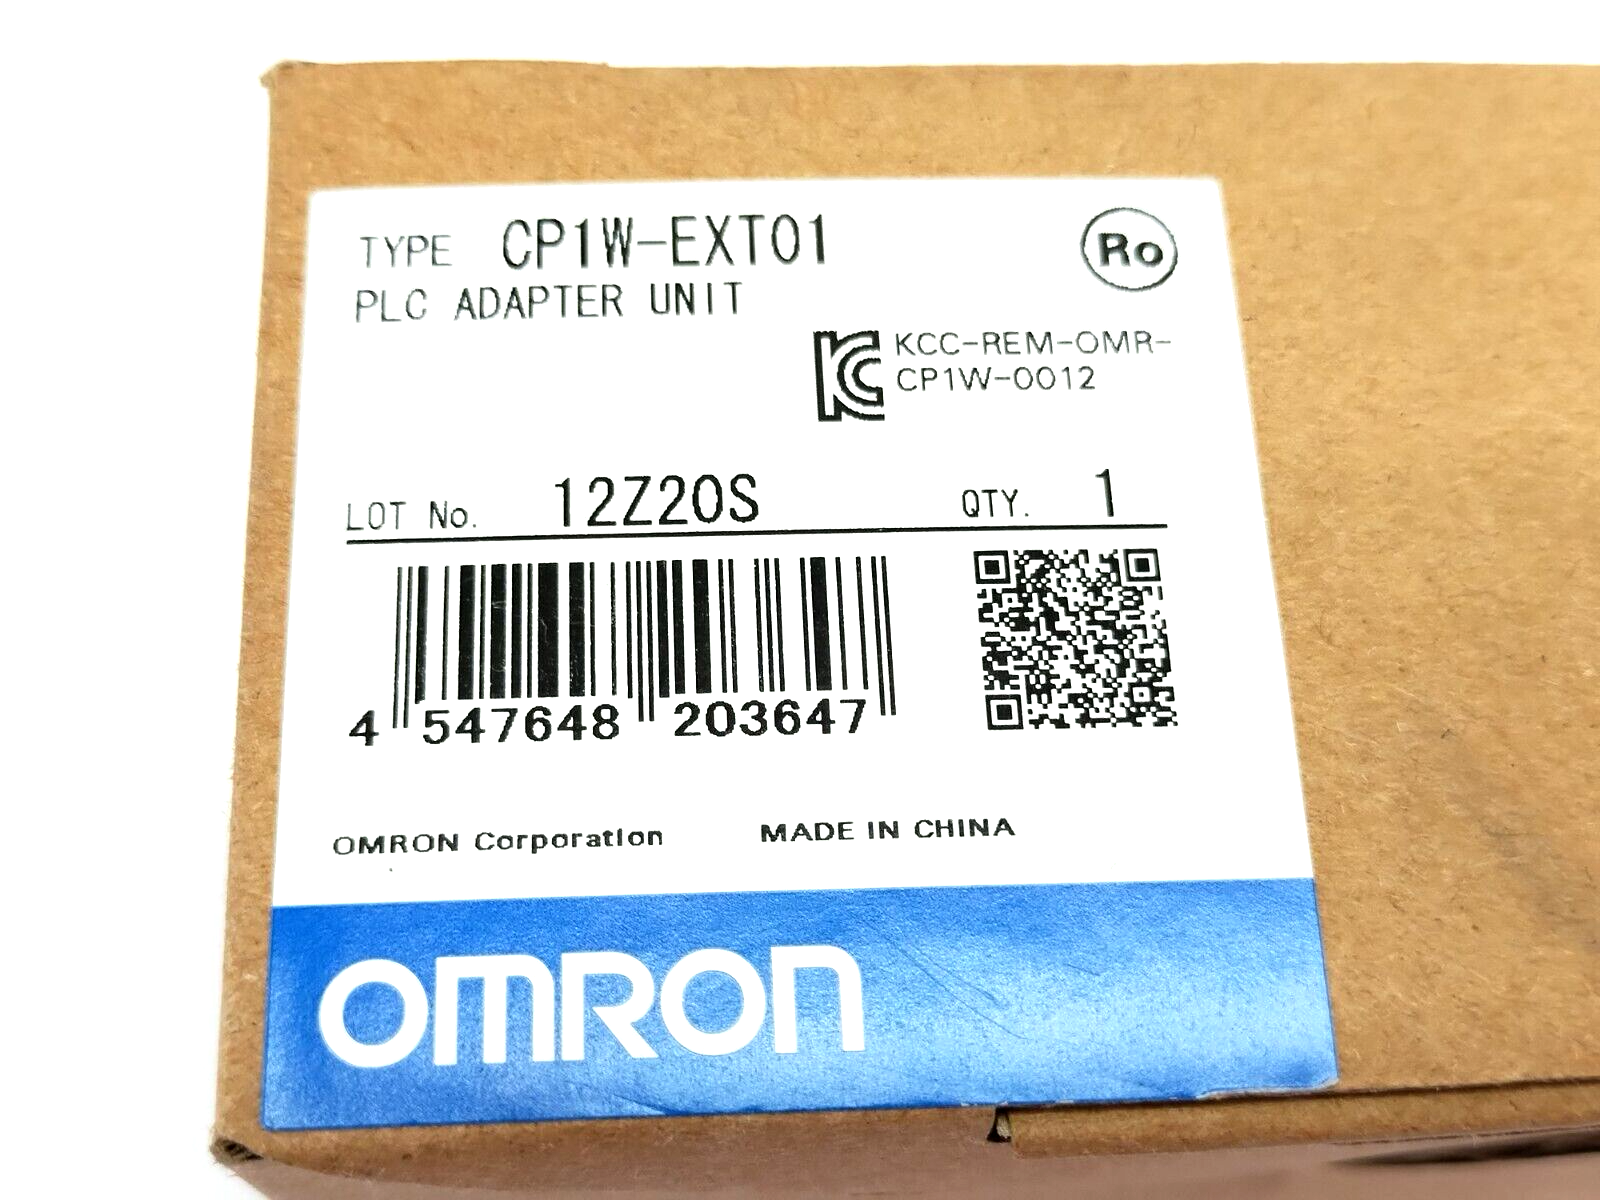 TYPE CP1W-EXT01
Ro
PLC ADAPTER UNIT
KC KCC-REM-OMR-
CP1W-0012
LOT No. 12Z20S QTY. 1
4 547648 203647
OMRON Corporation MADE IN CHINA
OMRON